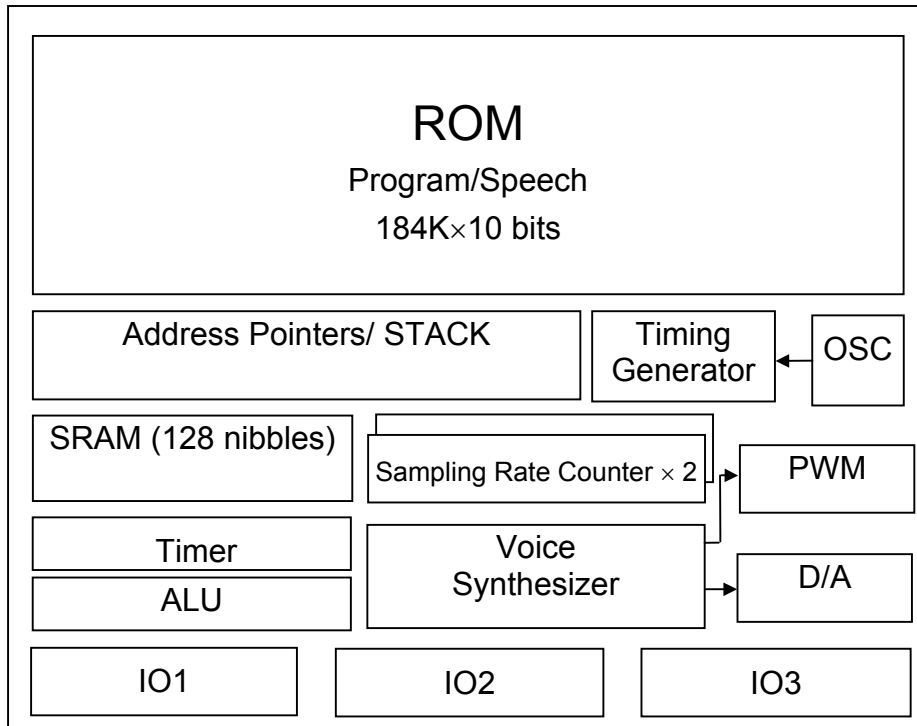 ROM
Program/Speech
184K×10 bits
Address Pointers/ STACK
Timing
Generator
OSC
SRAM (128 nibbles)
Sampling Rate Counter × 2
PWM
Timer
Voice
Synthesizer
D/A
ALU
IO1
IO2
IO3